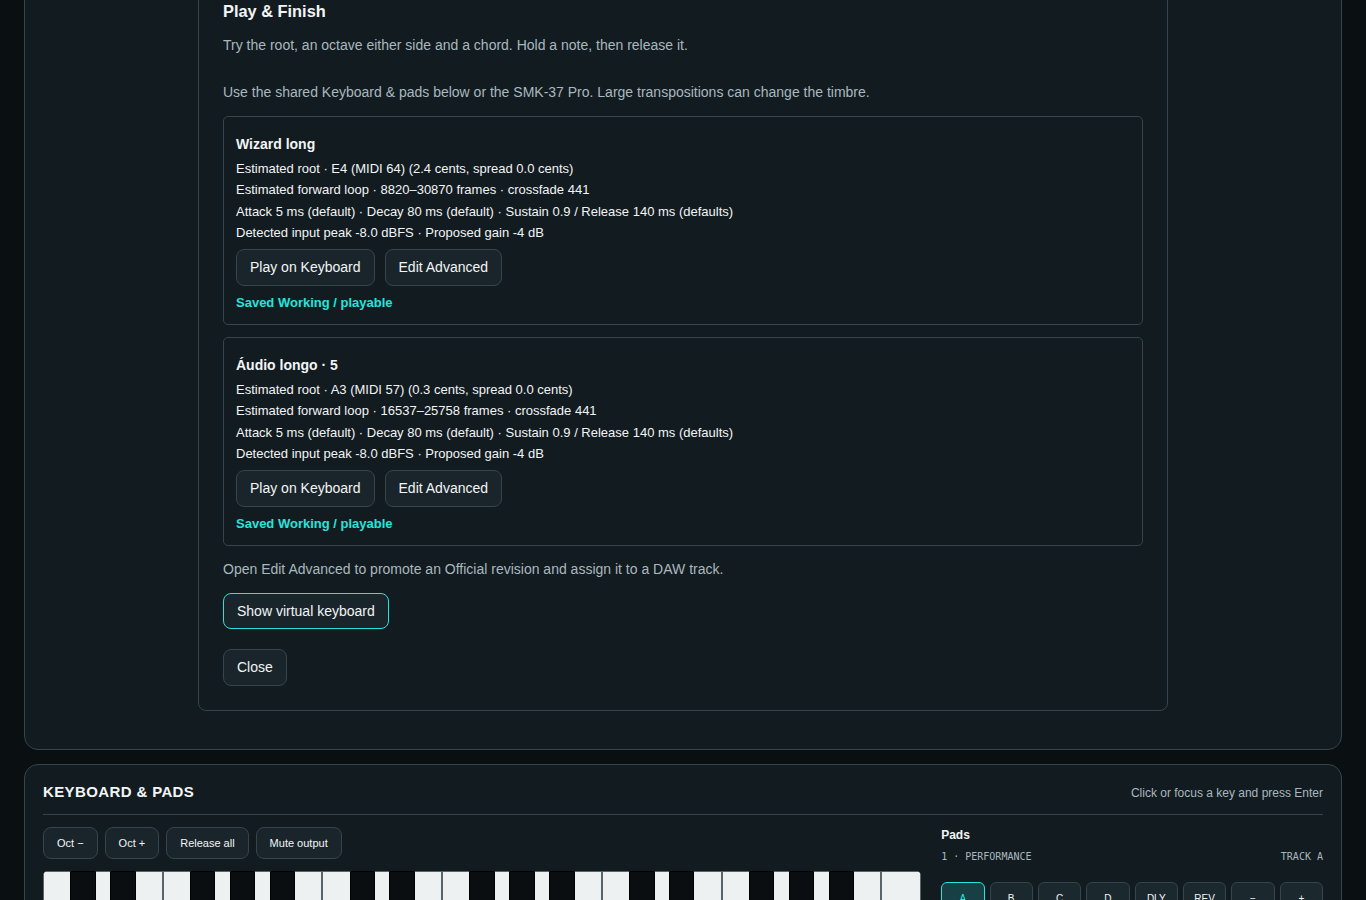 Play & Finish
Try the root, an octave either side and a chord. Hold a note, then release it.
Use the shared Keyboard & pads below or the SMK-37 Pro. Large transpositions can change the timbre.
Wizard long
Estimated root · E4 (MIDI 64) (2.4 cents, spread 0.0 cents)
Estimated forward loop · 8820–30870 frames · crossfade 441
Attack 5 ms (default) · Decay 80 ms (default) · Sustain 0.9 / Release 140 ms (defaults)
Detected input peak -8.0 dBFS · Proposed gain -4 dB
Play on Keyboard Edit Advanced
Saved Working / playable
Áudio longo · 5
Estimated root · A3 (MIDI 57) (0.3 cents, spread 0.0 cents)
Estimated forward loop · 16537–25758 frames · crossfade 441
Attack 5 ms (default) · Decay 80 ms (default) · Sustain 0.9 / Release 140 ms (defaults)
Detected input peak -8.0 dBFS · Proposed gain -4 dB
Play on Keyboard Edit Advanced
Saved Working / playable
Open Edit Advanced to promote an Official revision and assign it to a DAW track.
Show virtual keyboard
Close
KEYBOARD & PADS
Click or focus a key and press Enter
Oct − Oct + Release all Mute output
Pads
1 · PERFORMANCE TRACK A
A B C D DLY REV − +